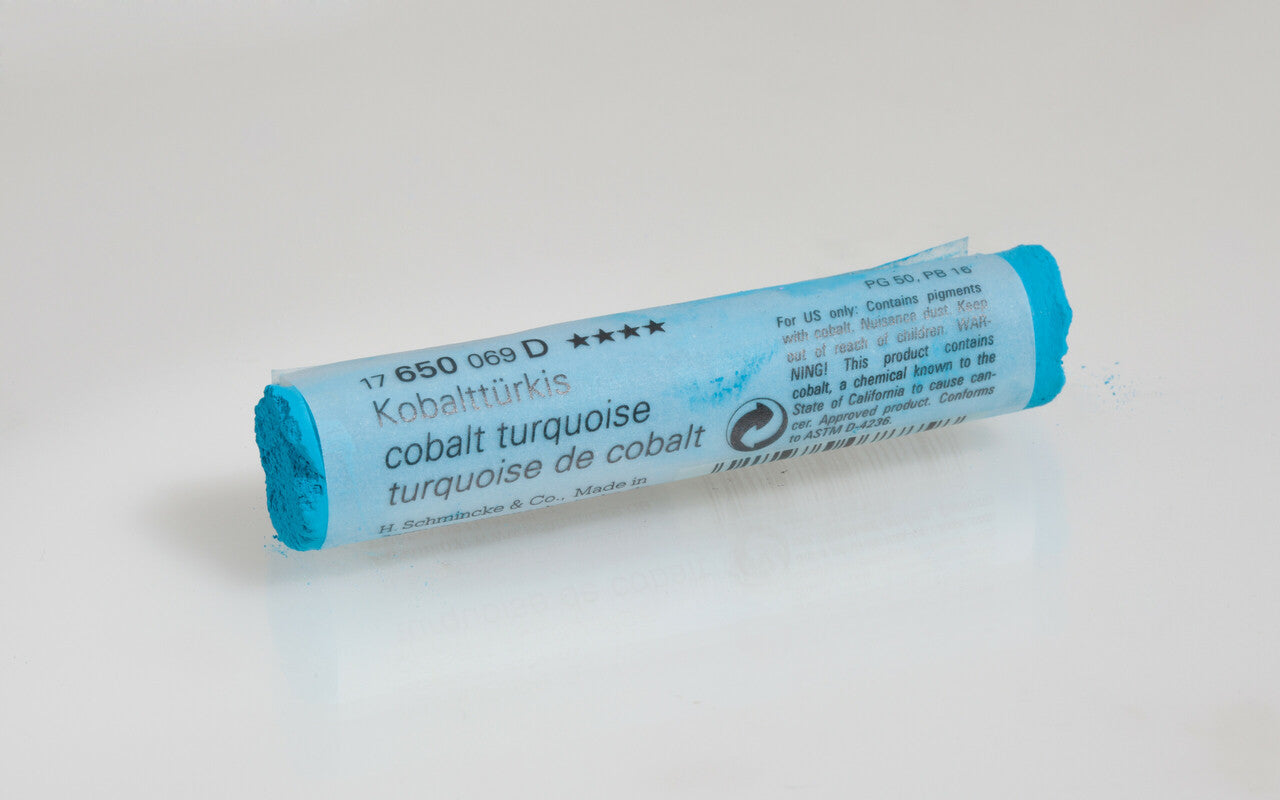 17 650 069 D ★★★★
Kobalttürkis
cobalt turquoise
turquoise de cobalt
H. Schmincke & Co., Made in
PG 50, PB 16
For US only: Contains pigments
with cobalt. Nuisance dust. Keep
out of reach of children. WAR-
NING! This product contains
cobalt, a chemical known to the
State of California to cause can-
cer. Approved product. Conforms
to ASTM D-4236.